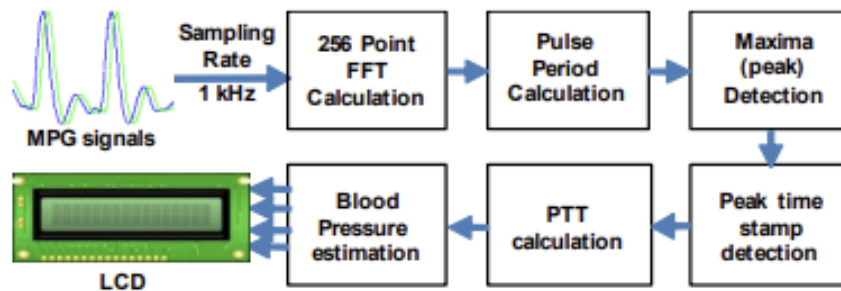 Sampling
Rate
1 kHz
MPG signals
256 Point
FFT
Calculation
Pulse
Period
Calculation
Maxima
(peak)
Detection
Peak time
stamp
detection
PTT
calculation
Blood
Pressure
estimation
LCD